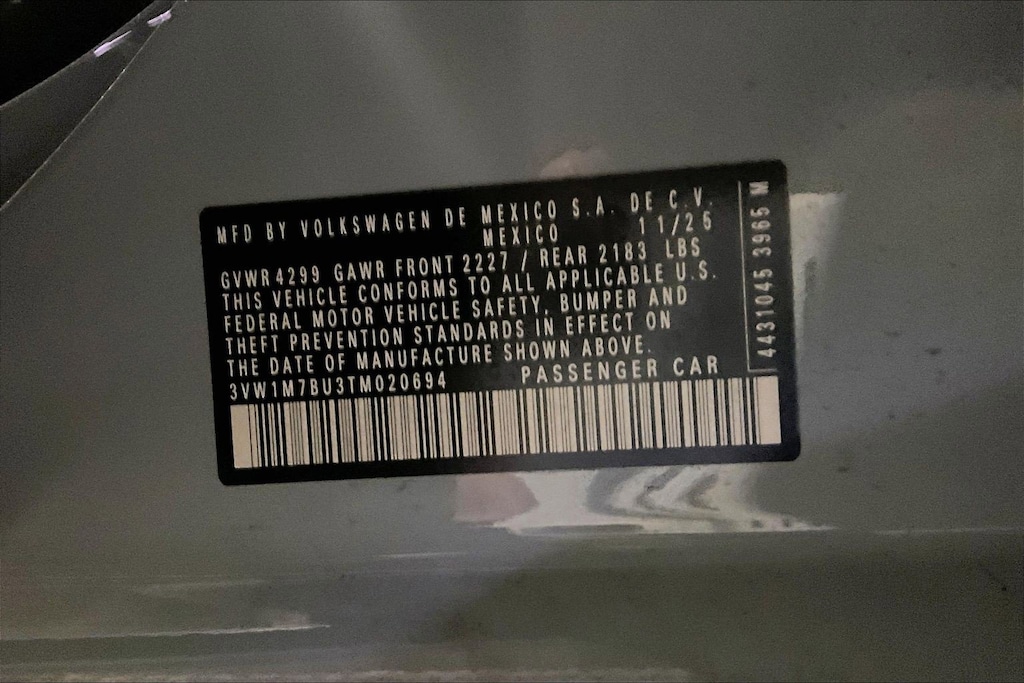 MFD BY VOLKSWAGEN DE MEXICO S.A. DE C.V.
MEXICO 11/26
GVWR 4299 GAWR FRONT 2227 / REAR 2183 LBS
THIS VEHICLE CONFORMS TO ALL APPLICABLE U.S.
FEDERAL MOTOR VEHICLE SAFETY, BUMPER AND
THEFT PREVENTION STANDARDS IN EFFECT ON
THE DATE OF MANUFACTURE SHOWN ABOVE.
3VW1M7BU3TM020694 PASSENGER CAR
4431045 3965 M